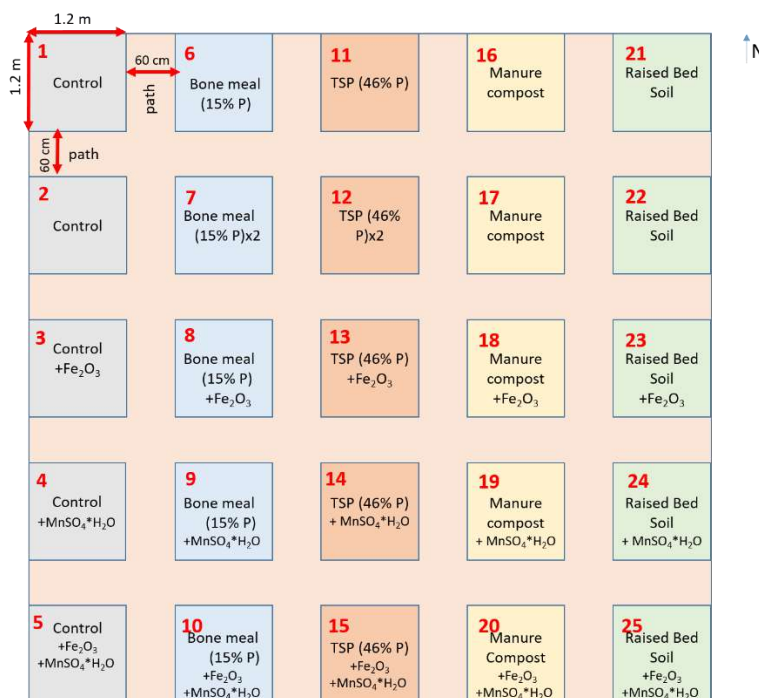 1.2 m
1.2 m
1
Control
60 cm
path
6
Bone meal
(15% P)
11
TSP (46% P)
16
Manure
compost
21
Raised Bed
Soil
N
60 cm
path
2
Control
7
Bone meal
(15% P)x2
12
TSP (46%
P)x2
17
Manure
compost
22
Raised Bed
Soil
3
Control
+Fe₂O₃
8
Bone meal
(15% P)
+Fe₂O₃
13
TSP (46% P)
+Fe₂O₃
18
Manure
compost
+Fe₂O₃
23
Raised Bed
Soil
+Fe₂O₃
4
Control
+MnSO₄*H₂O
9
Bone meal
(15% P)
+MnSO₄*H₂O
14
TSP (46% P)
+ MnSO₄*H₂O
19
Manure
compost
+ MnSO₄*H₂O
24
Raised Bed
Soil
+ MnSO₄*H₂O
5
Control
+Fe₂O₃
+MnSO₄*H₂O
10
Bone meal
(15% P)
+Fe₂O₃
+MnSO₄*H₂O
15
TSP (46% P)
+Fe₂O₃
+MnSO₄*H₂O
20
Manure
Compost
+Fe₂O₃
+MnSO₄*H₂O
25
Raised Bed
Soil
+Fe₂O₃
+MnSO₄*H₂O